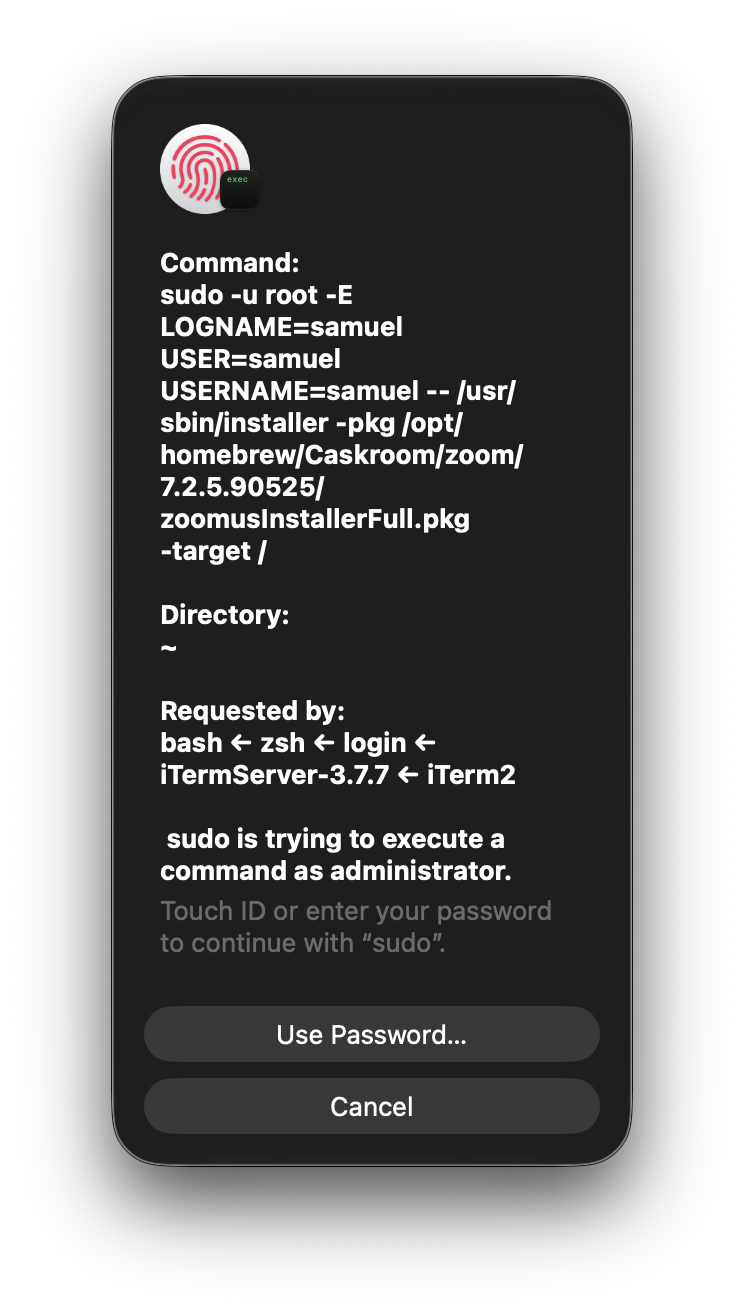 exec
Command:
sudo -u root -E
LOGNAME=samuel
USER=samuel
USERNAME=samuel -- /usr/
sbin/installer -pkg /opt/
homebrew/Caskroom/zoom/
7.2.5.90525/
zoomusInstallerFull.pkg
-target /
Directory:
~
Requested by:
bash ← zsh ← login ←
iTermServer-3.7.7 ← iTerm2
sudo is trying to execute a
command as administrator.
Touch ID or enter your password
to continue with “sudo”.
Use Password...
Cancel